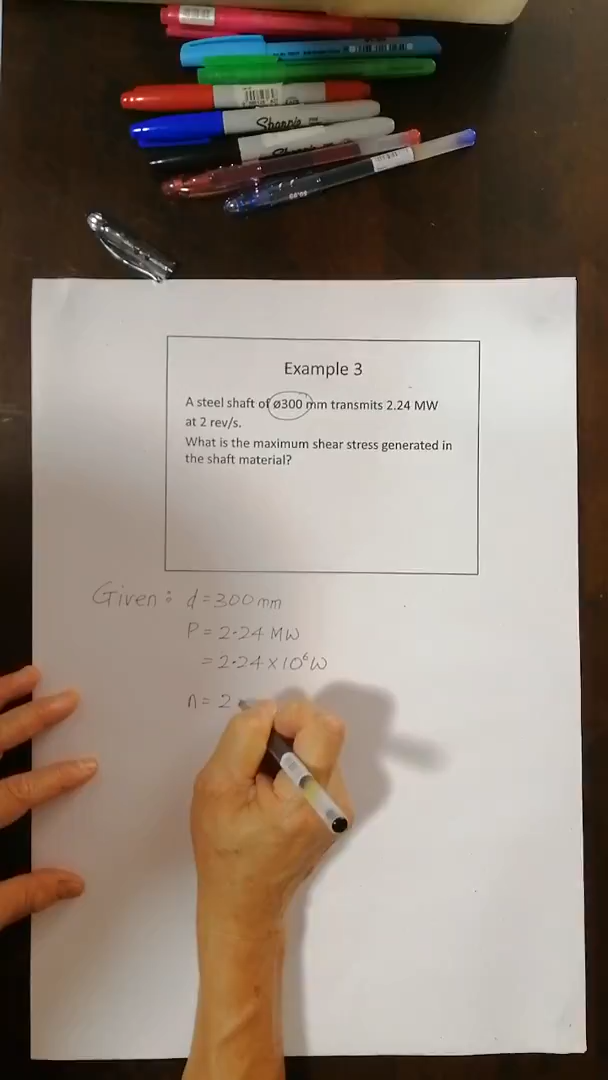 Sharpie
Example 3
A steel shaft of ø300 mm transmits 2.24 MW
at 2 rev/s.
What is the maximum shear stress generated in
the shaft material?
Given: d = 300 mm
P = 2.24 MW
= 2.24 × 10⁶ W
n = 2